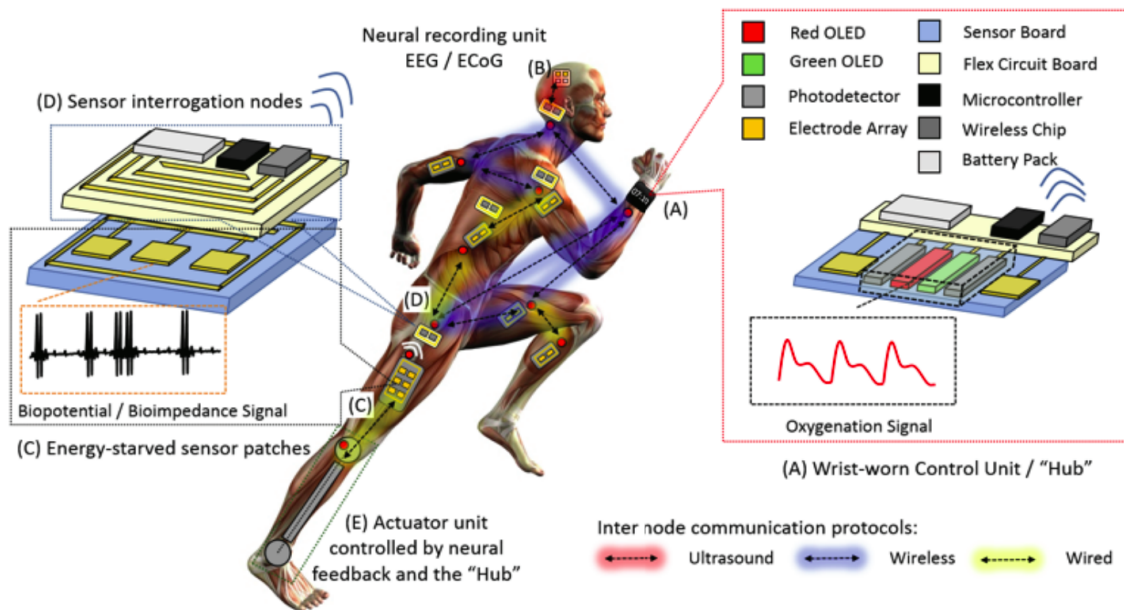 Neural recording unit
EEG / ECoG
(B)
(D) Sensor interrogation nodes
Red OLED
Green OLED
Photodetector
Electrode Array
Sensor Board
Flex Circuit Board
Microcontroller
Wireless Chip
Battery Pack
(A)
07:20
(D)
(C)
Biopotential / Bioimpedance Signal
(C) Energy-starved sensor patches
Oxygenation Signal
(A) Wrist-worn Control Unit / “Hub”
(E) Actuator unit
controlled by neural
feedback and the “Hub”
Inter node communication protocols:
Ultrasound
Wireless
Wired